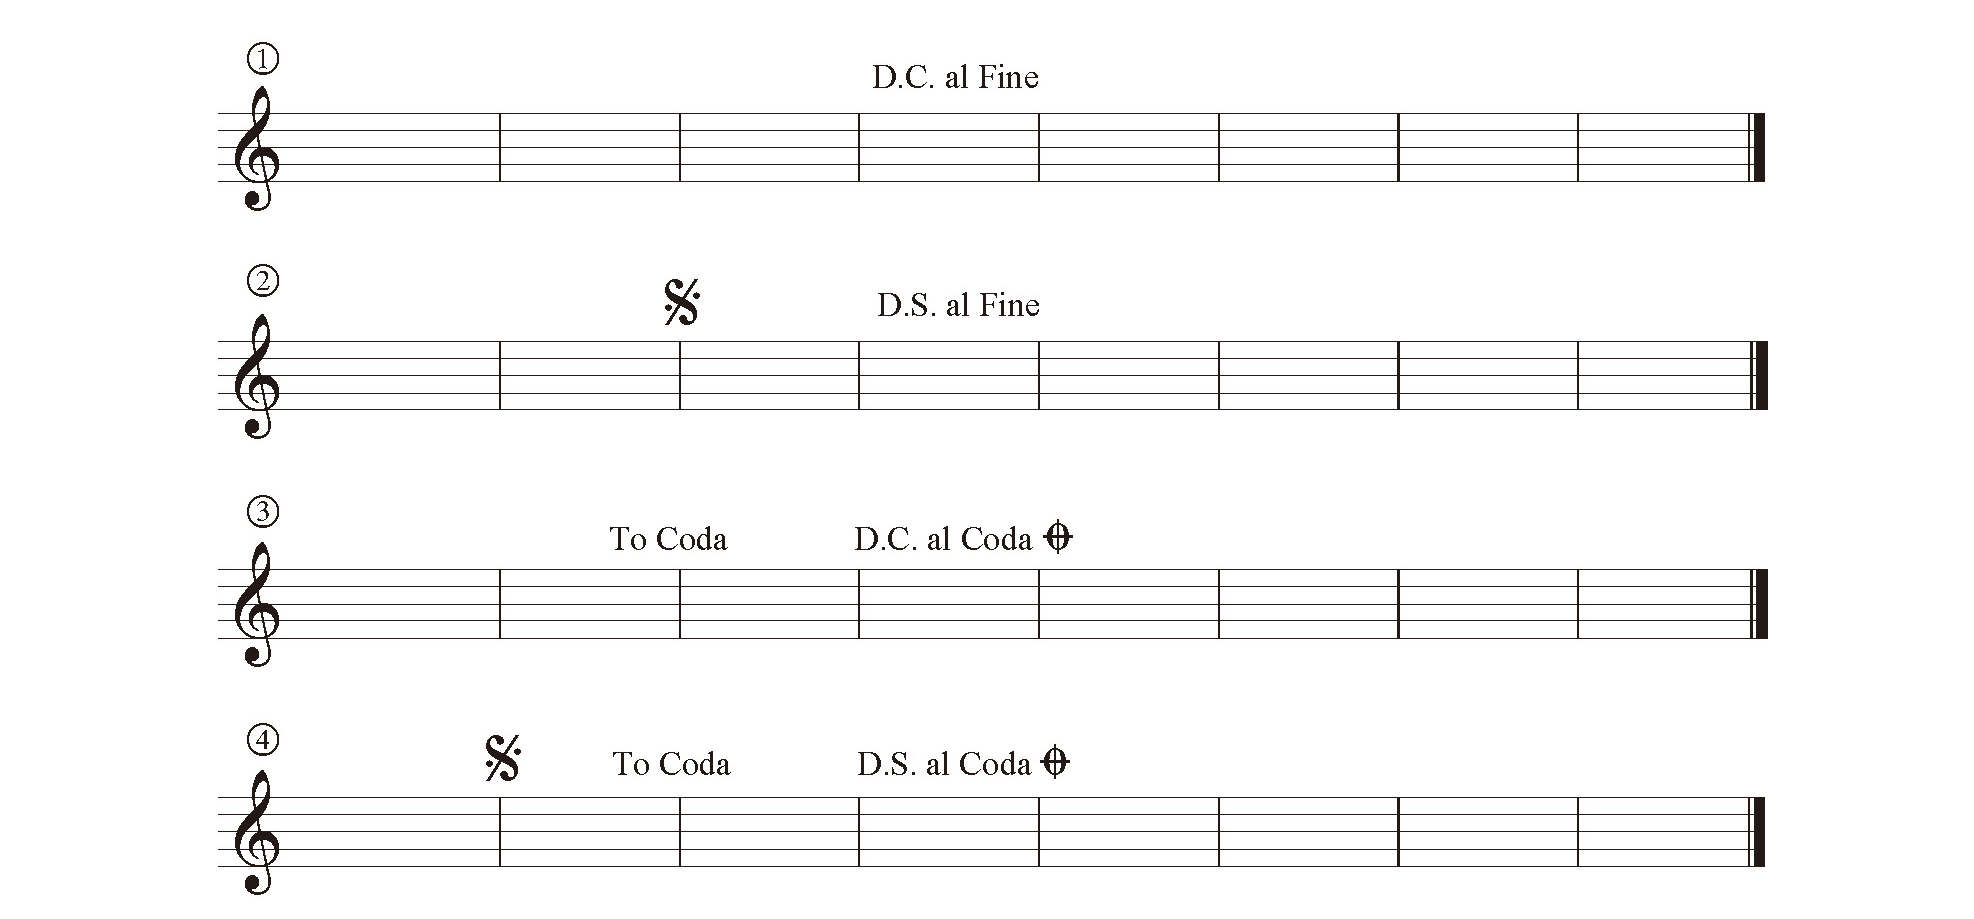 ①
D.C. al Fine
②
D.S. al Fine
③
To Coda D.C. al Coda
④
To Coda D.S. al Coda